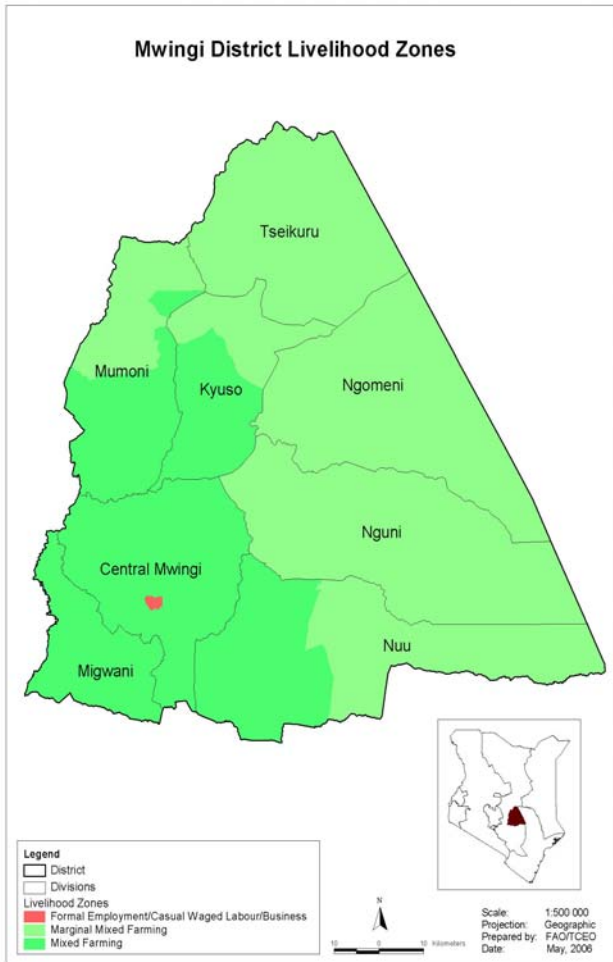 Mwingi District Livelihood Zones
Tseikuru
Mumoni
Kyuso
Ngomeni
Nguni
Central Mwingi
Nuu
Migwani
Legend
District
Divisions
Livelihood Zones
Formal Employment/Casual Waged Labour/Business
Marginal Mixed Farming
Mixed Farming
N
10 0 10 Kilometers
Scale: 1:500 000
Projection: Geographic
Prepared by: FAO/TCEO
Date: May, 2006